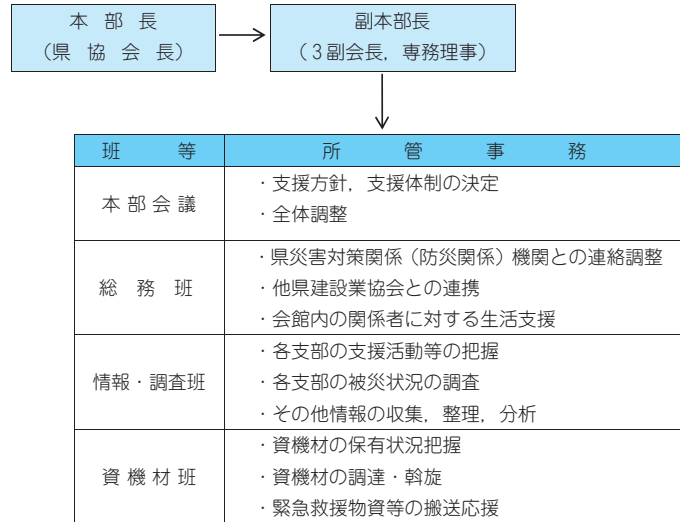 本部長
（県協会長）
副本部長
（３副会長，専務理事）
班等
所管事務
本部会議
・支援方針，支援体制の決定
・全体調整
総務班
・県災害対策関係（防災関係）機関との連絡調整
・他県建設業協会との連携
・会館内の関係者に対する生活支援
情報・調査班
・各支部の支援活動等の把握
・各支部の被災状況の調査
・その他情報の収集，整理，分析
資機材班
・資機材の保有状況把握
・資機材の調達・斡旋
・緊急救援物資等の搬送応援